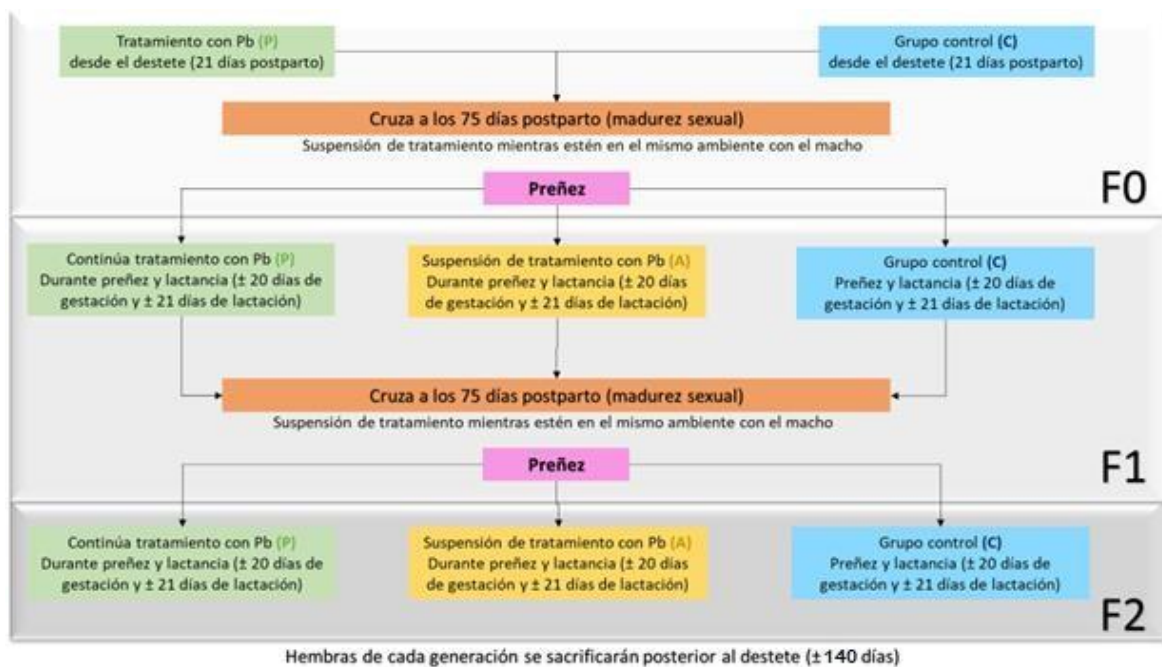 Tratamiento con Pb (P)
desde el destete (21 días postparto)
Grupo control (C)
desde el destete (21 días postparto)
Cruza a los 75 días postparto (madurez sexual)
Suspensión de tratamiento mientras estén en el mismo ambiente con el macho
Preñez
F0
Continúa tratamiento con Pb (P)
Durante preñez y lactancia (± 20 días de
gestación y ± 21 días de lactación)
Suspensión de tratamiento con Pb (A)
Durante preñez y lactancia (± 20 días
de gestación y ± 21 días de lactación)
Grupo control (C)
Preñez y lactancia (± 20 días de
gestación y ± 21 días de lactación)
Cruza a los 75 días postparto (madurez sexual)
Suspensión de tratamiento mientras estén en el mismo ambiente con el macho
Preñez
F1
Continúa tratamiento con Pb (P)
Durante preñez y lactancia (± 20 días de
gestación y ± 21 días de lactación)
Suspensión de tratamiento con Pb (A)
Durante preñez y lactancia (± 20 días
de gestación y ± 21 días de lactación)
Grupo control (C)
Preñez y lactancia (± 20 días de
gestación y ± 21 días de lactación)
F2
Hembras de cada generación se sacrificarán posterior al destete (± 140 días)